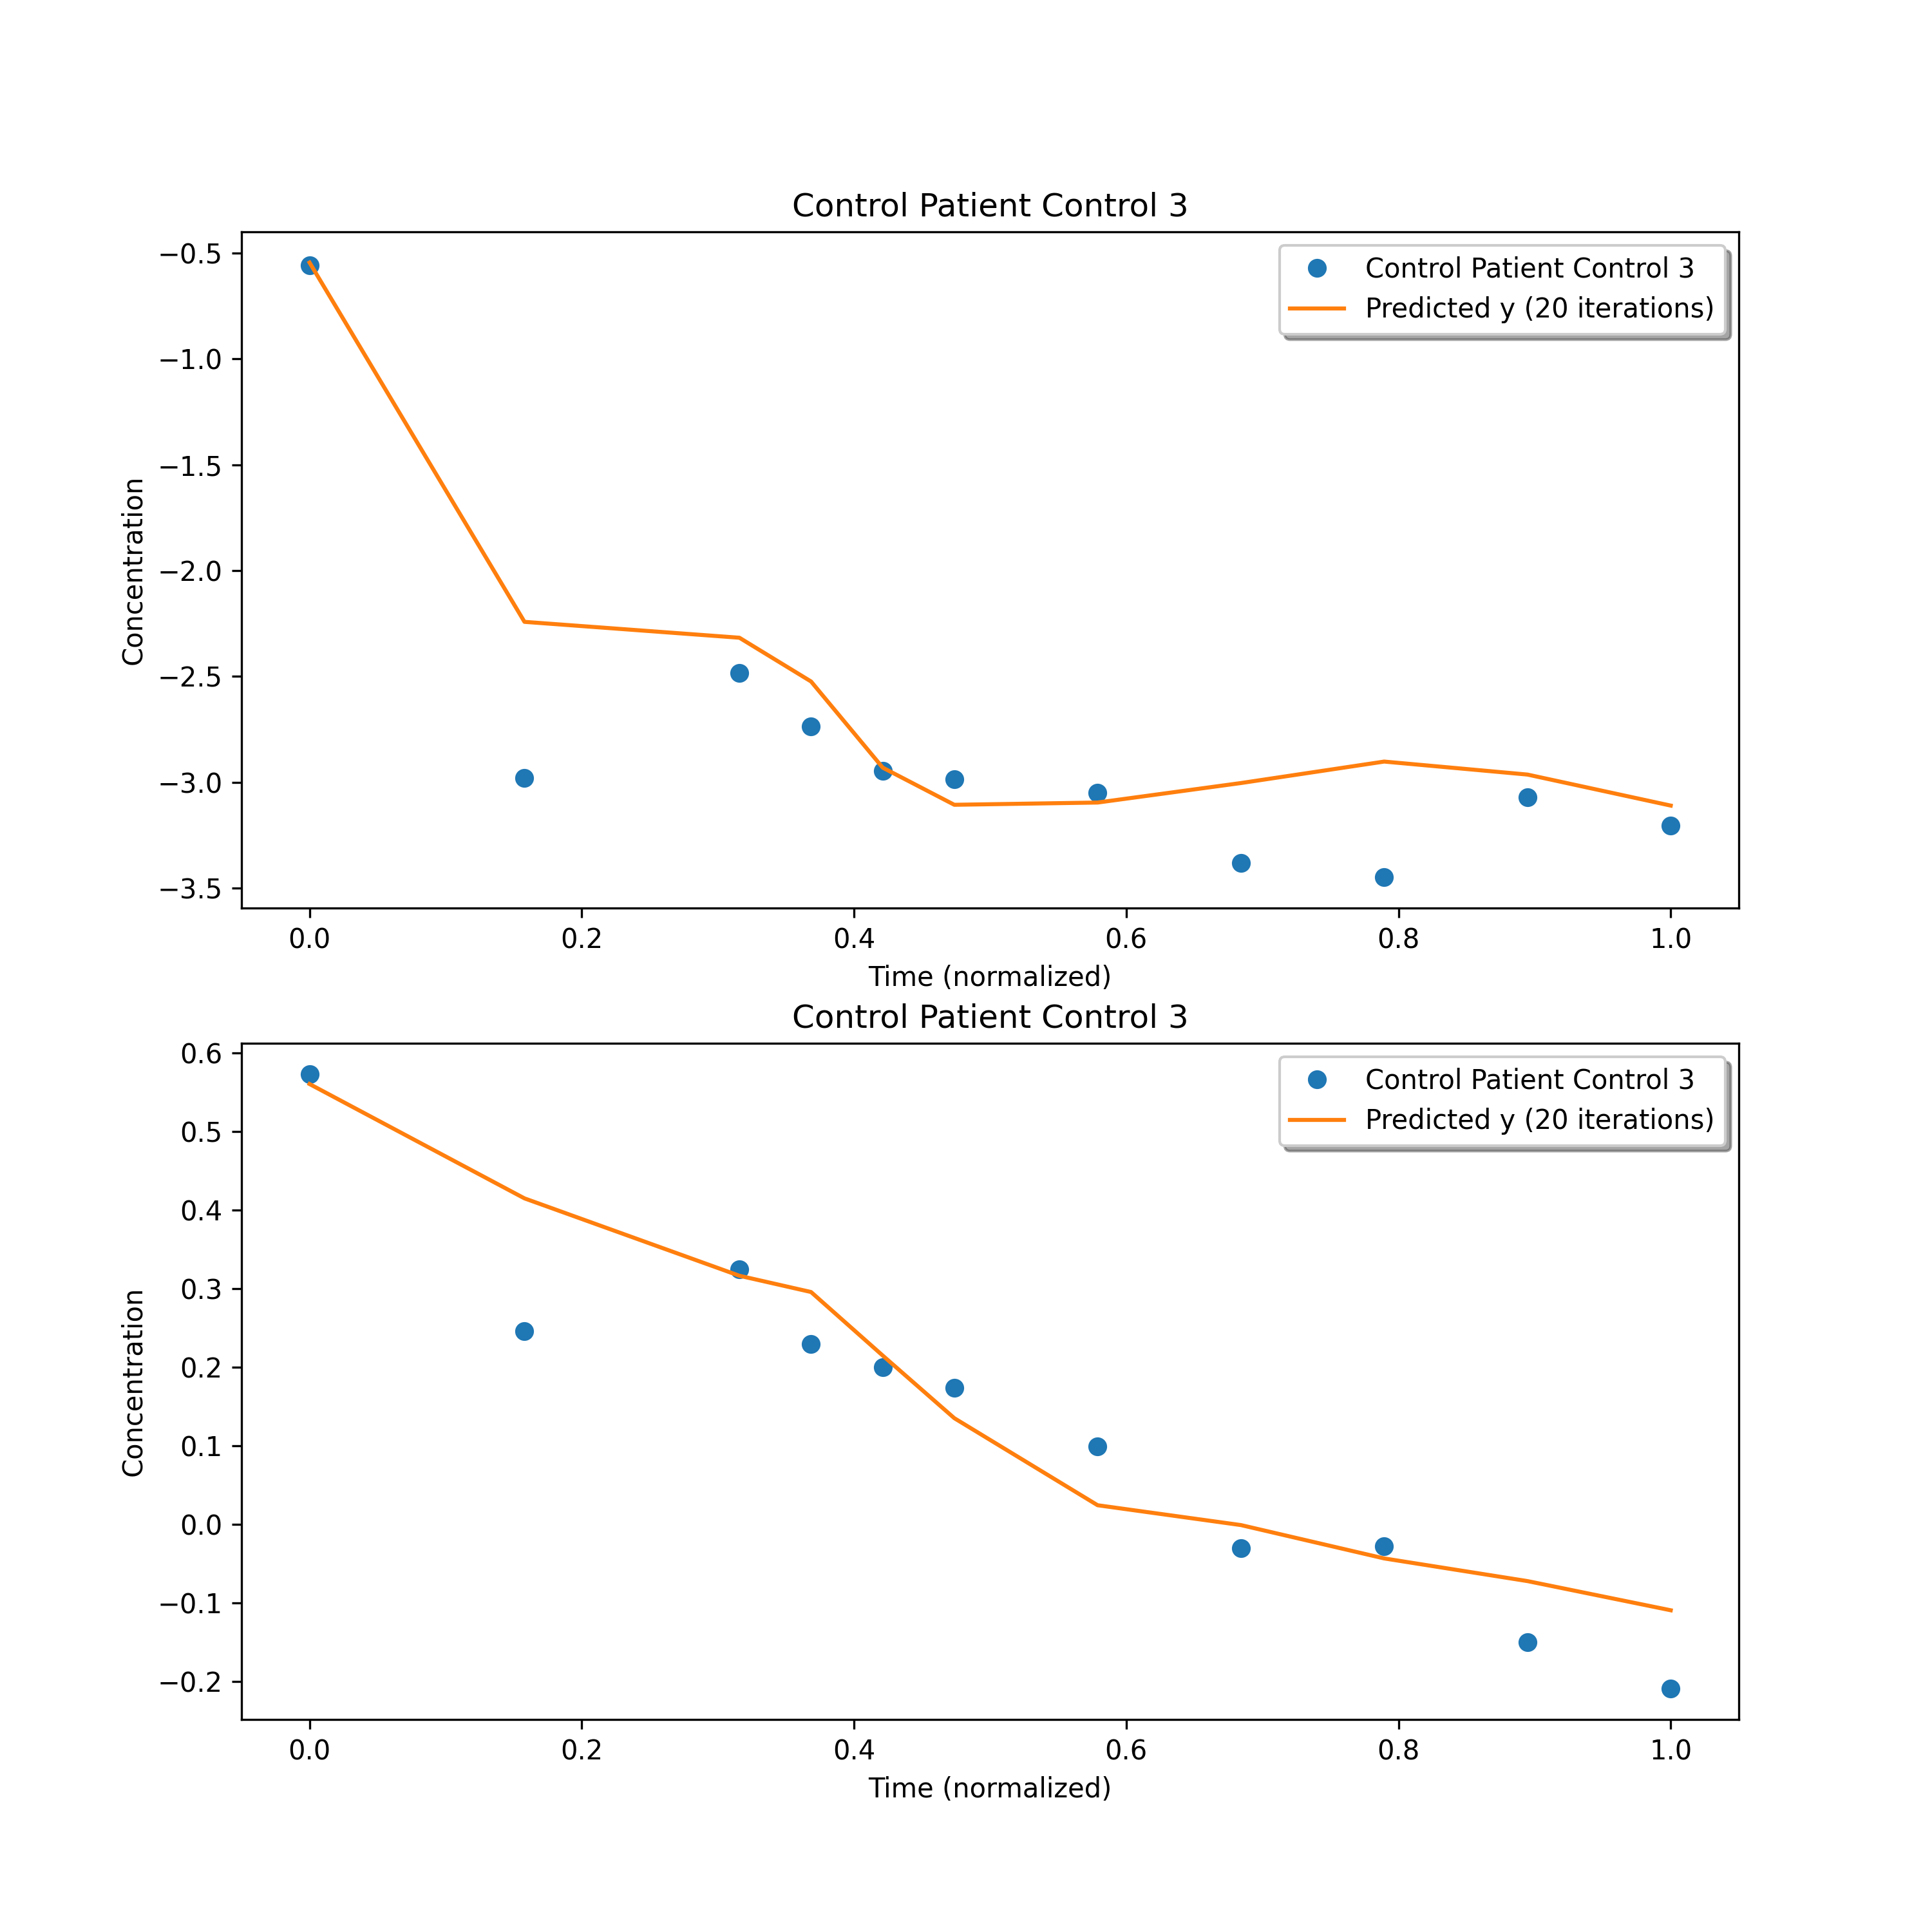 Control Patient Control 3
Control Patient Control 3
Predicted y (20 iterations)
−0.5
−1.0
−1.5
−2.0
−2.5
−3.0
−3.5
Concentration
0.0 0.2 0.4 0.6 0.8 1.0
Time (normalized)
Control Patient Control 3
Control Patient Control 3
Predicted y (20 iterations)
0.6
0.5
0.4
0.3
0.2
0.1
0.0
−0.1
−0.2
Concentration
0.0 0.2 0.4 0.6 0.8 1.0
Time (normalized)